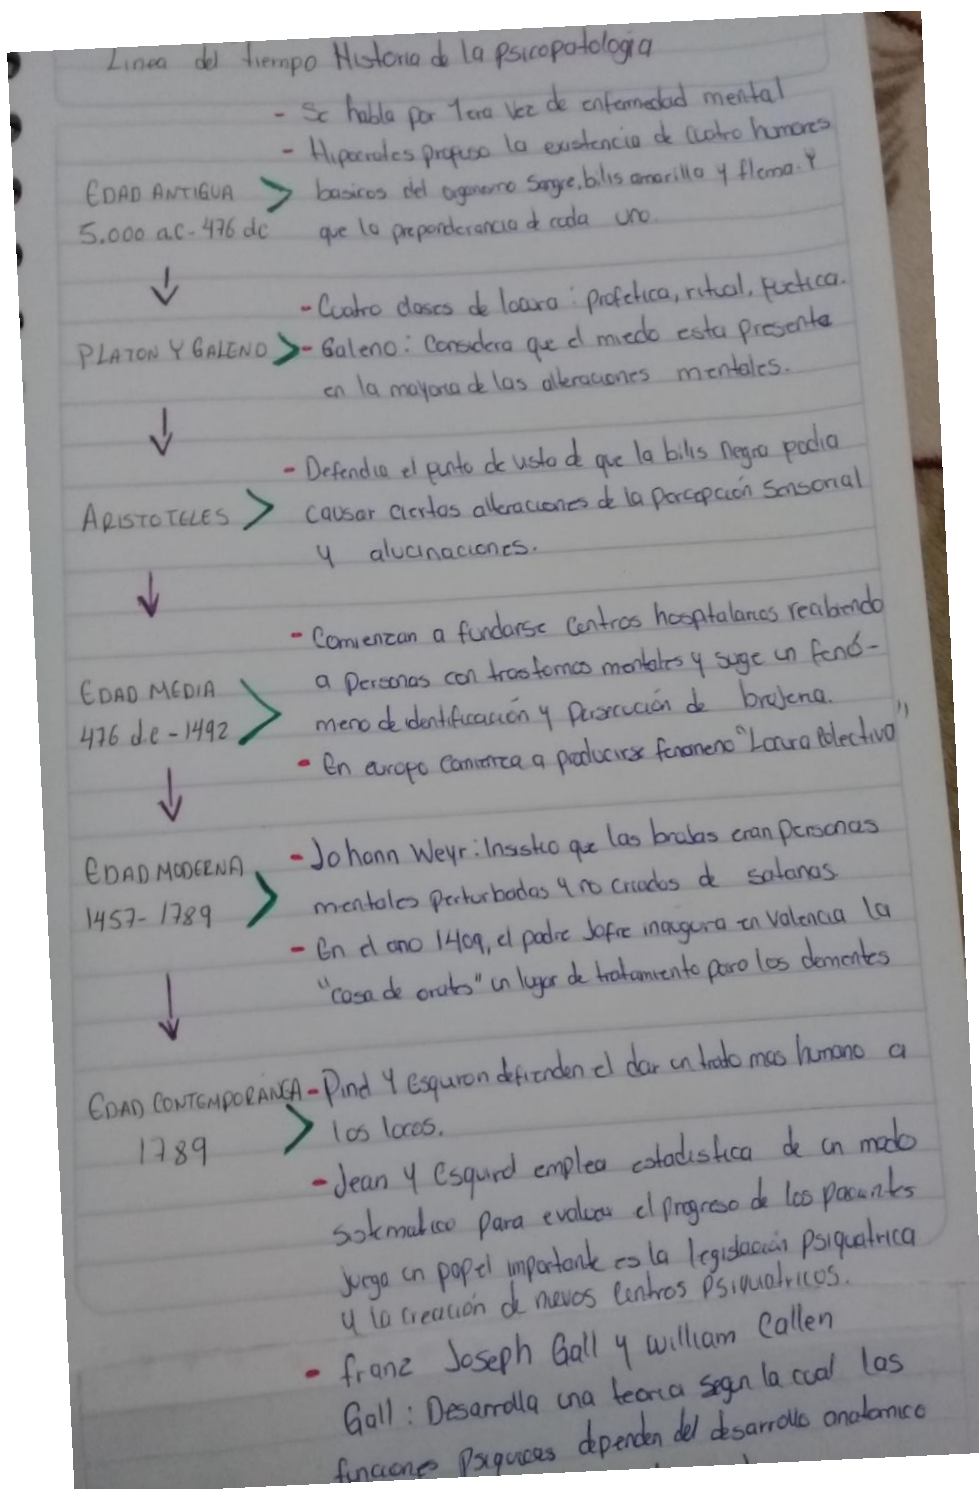 Linea del tiempo Historia de la psicopatologia
- Se habla por 1era vez de enfermedad mental
- Hipocrates propuso la existencia de cuatro humores
EDAD ANTIGUA > basicos del organismo Sangre, bilis amarilla y flema. Y
5.000 a.c - 476 dc que la preponderancia de cada uno.
↓
- Cuatro clases de locura : profetica, ritual, poetica.
PLATON Y GALENO > - Galeno : Considera que el miedo esta presente
en la mayoria de las alteraciones mentales.
↓
- Defendia el punto de vista de que la bilis negra podia
ARISTOTELES > causar ciertas alteraciones de la percepción sensorial
y alucinaciones.
↓
- Comienzan a fundarse centros hospitalarios recibiendo
EDAD MEDIA > a personas con trastornos mentales y suge un fenó-
476 d.c - 1492 meno de identificación y persecución de brujeria.
- En europa comienza a producirse fenomeno "Locura Colectiva"
↓
EDAD MODERNA > - Johann Weyr : Insistio que las brujas eran personas
1457 - 1789 mentales perturbadas y no criadas de satanas.
- En el ano 1409, el padre Jofre inaugura en Valencia la
"casa de orates" un lugar de tratamiento para los dementes
↓
EDAD CONTEMPORÁNEA - Pinel Y Esquiron defienden el dar un trato mas humano a
1789 > los locos.
- Jean Y Esquirol emplea estadistica de un modo
sistematico para evaluar el progreso de los pacientes
juega un papel importante es la legislación psiquiatrica
y la creación de nuevos centros psiquiatricos.
- franz Joseph Gall y william Callen
Gall : Desarrolla una teoria segun la cual las
funciones Psiquicas dependen del desarrollo anatomico